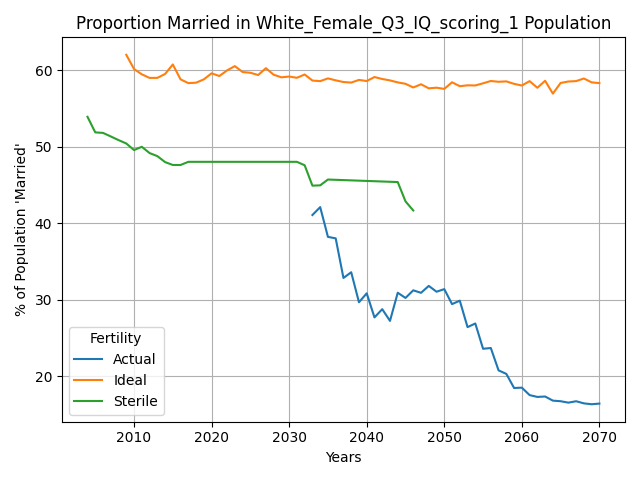 Proportion Married in White_Female_Q3_IQ_scoring_1 Population
% of Population 'Married'
60
50
40
30
20
Fertility
Actual
Ideal
Sterile
2010 2020 2030 2040 2050 2060 2070
Years